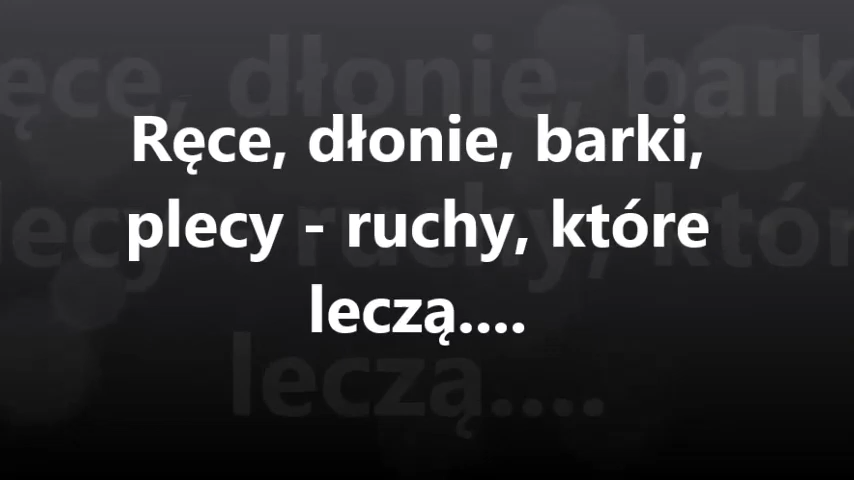 Ręce, dłonie, barki,
plecy - ruchy, które
leczą....